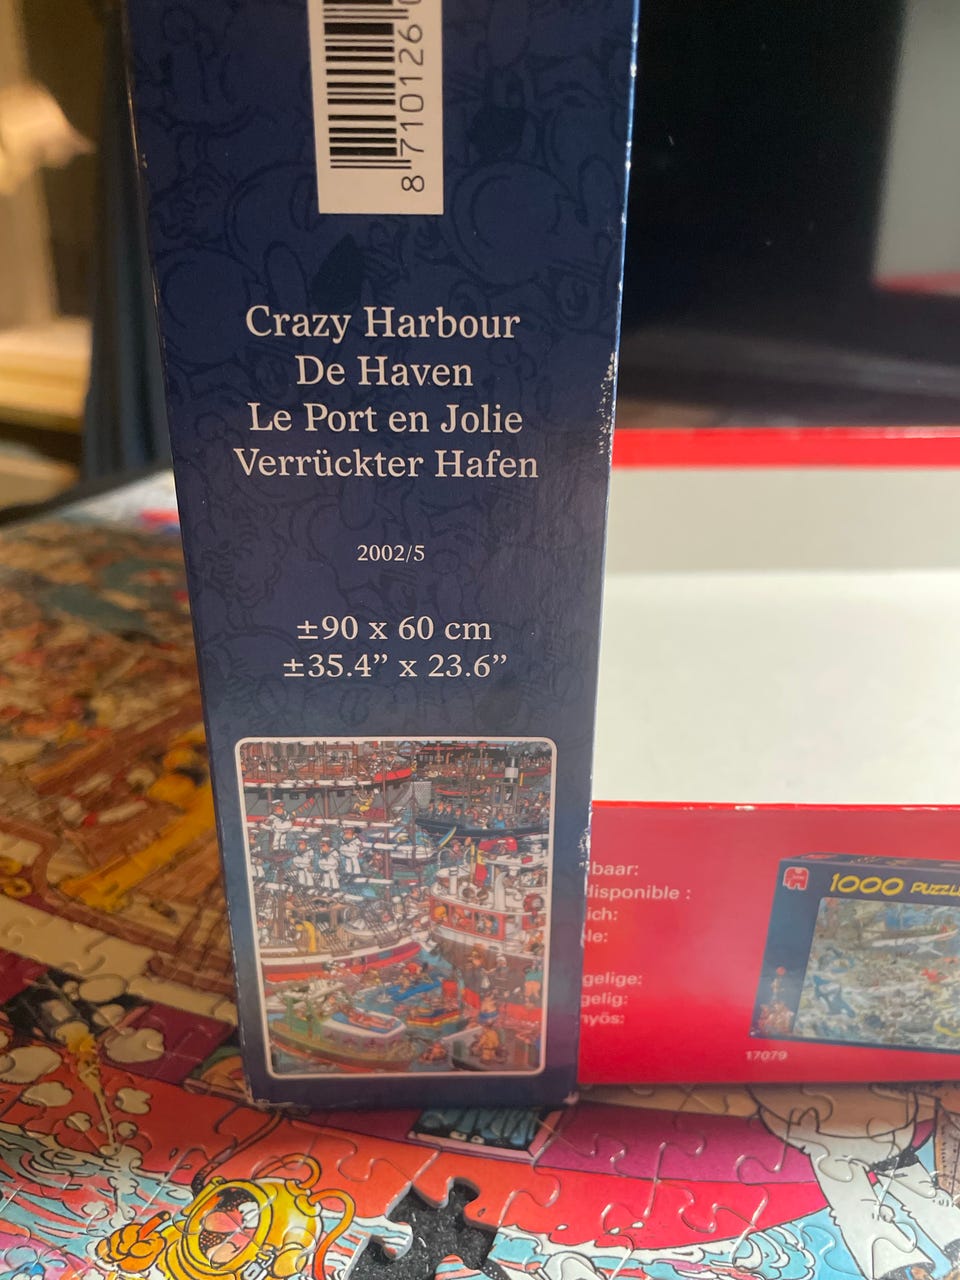 8 710126
Crazy Harbour
De Haven
Le Port en Jolie
Verrückter Hafen
2002/5
±90 x 60 cm
±35.4” x 23.6”
baar:
disponible :
ich:
le:
gelige:
gelig:
nyös:
1000 PUZZL
17079